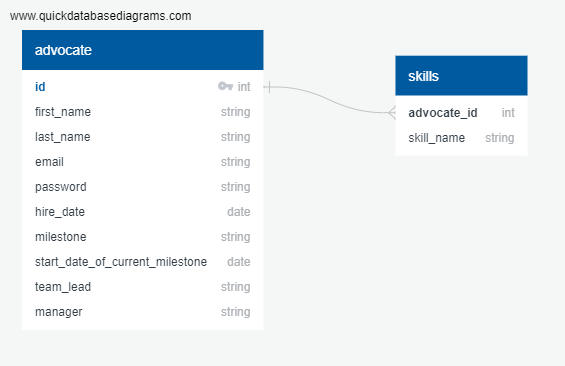 www.quickdatabasediagrams.com
advocate
id int
first_name string
last_name string
email string
password string
hire_date date
milestone string
start_date_of_current_milestone date
team_lead string
manager string
skills
advocate_id int
skill_name string